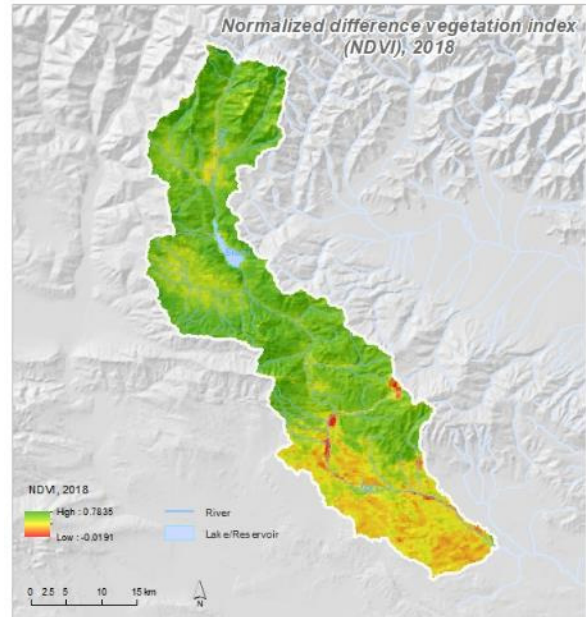 Normalized difference vegetation index
(NDVI), 2018
NDVI, 2018
High : 0.7835
Low : -0.0191
River
Lake/Reservoir
0 2.5 5 10 15 km
N